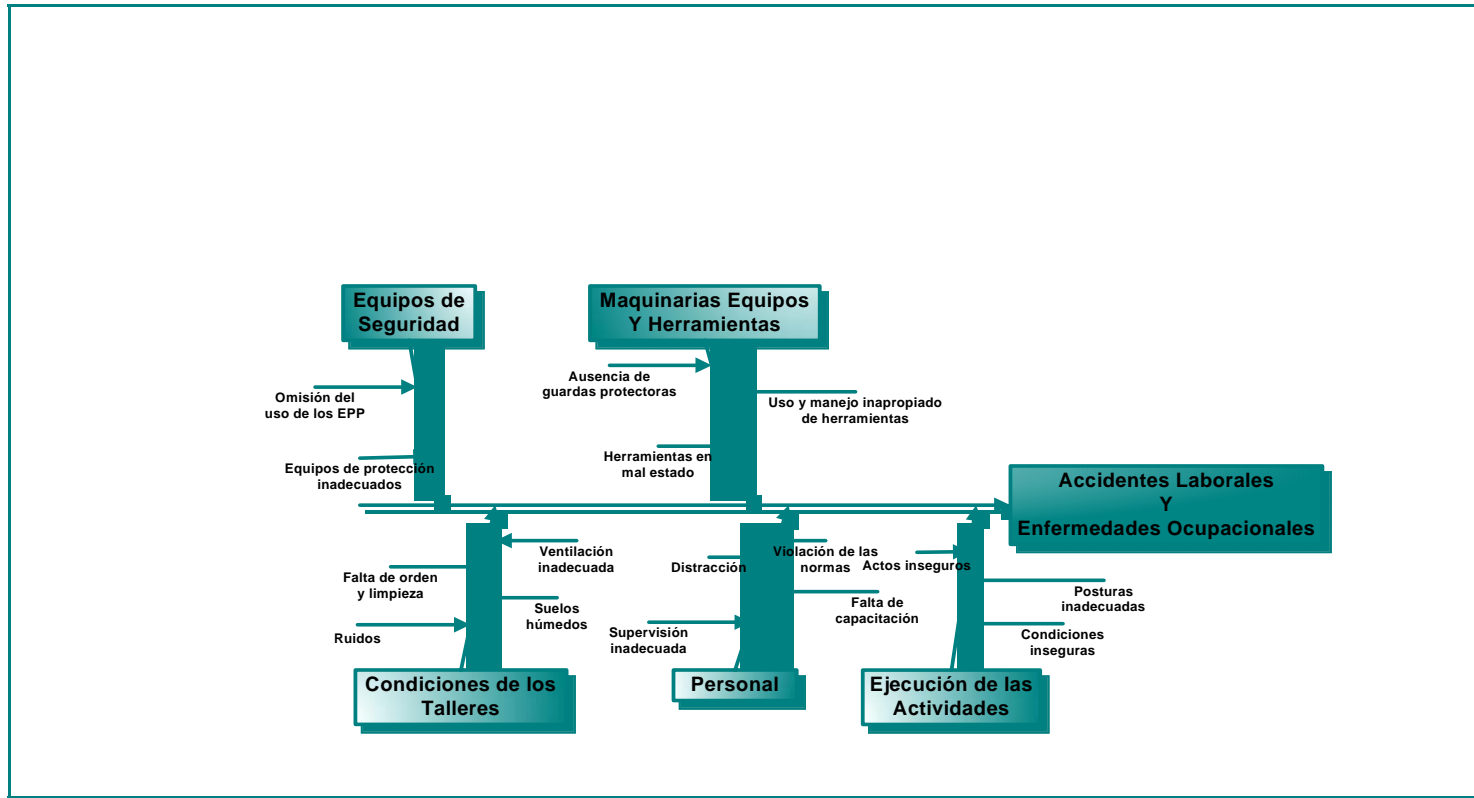 Equipos de
Seguridad
Maquinarias Equipos
Y Herramientas
Omisión del
uso de los EPP
Equipos de protección
inadecuados
Ausencia de
guardas protectoras
Uso y manejo inapropiado
de herramientas
Herramientas en
mal estado
Accidentes Laborales
Y
Enfermedades Ocupacionales
Ventilación
inadecuada
Falta de orden
y limpieza
Suelos
húmedos
Ruidos
Distracción
Violación de las
normas
Falta de
capacitación
Supervisión
inadecuada
Actos inseguros
Posturas
inadecuadas
Condiciones
inseguras
Condiciones de los
Talleres
Personal
Ejecución de las
Actividades